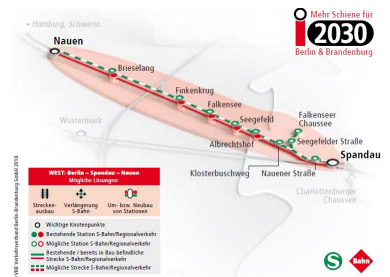 « Hamburg, Schwerin
Mehr Schiene für
i2030
Berlin & Brandenburg
Nauen
Brieselang
Finkenkrug
Falkensee
Seegefeld
Falkenseer
Chaussee
Wustermark
Albrechtshof
Seegefelder Straße
Spandau
Klosterbuschweg
Nauener Straße
Charlottenburger
Chaussee
WEST: Berlin – Spandau – Nauen
Mögliche Lösungen:
Strecken-
ausbau
Verlängerung
S-Bahn
Um- bzw. Neubau
von Stationen
Wichtige Knotenpunkte
Bestehende Station S-Bahn/Regionalverkehr
Mögliche Station S-Bahn/Regionalverkehr
Bestehende / bereits in Bau befindliche
Strecke S-Bahn/Regionalverkehr
Mögliche Strecke S-Bahn/Regionalverkehr
VBB Verkehrsverbund Berlin-Brandenburg GmbH 2018
S
Bahn